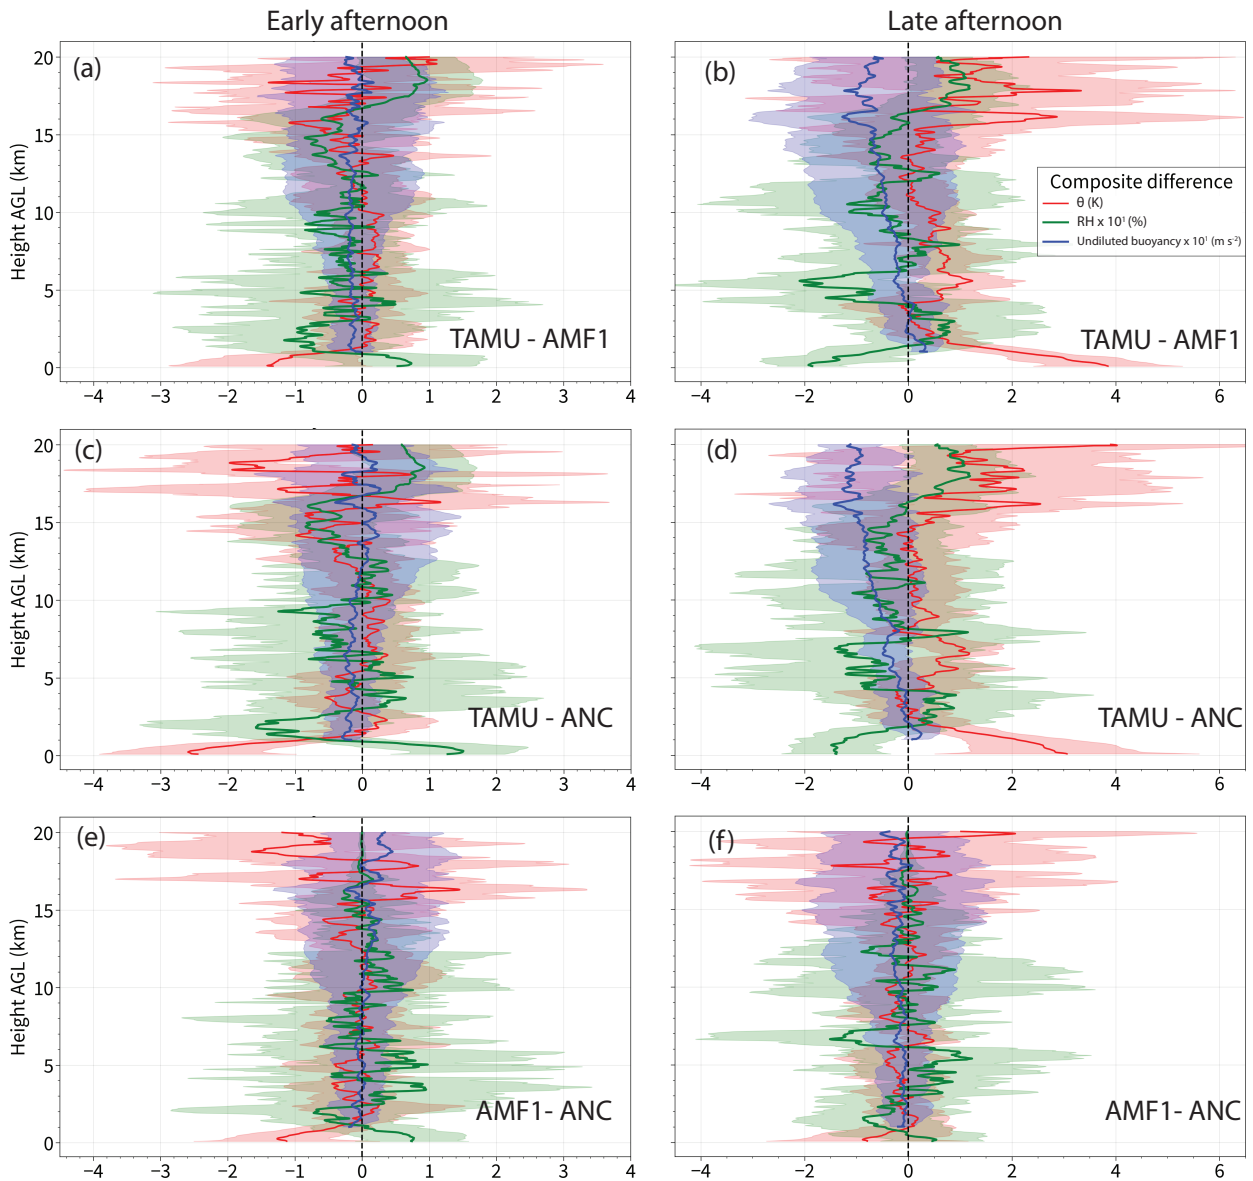 Early afternoon
Late afternoon
(a)
(b)
Height AGL (km)
20
15
10
5
0
TAMU - AMF1
TAMU - AMF1
Composite difference
θ (K)
RH x 10¹ (%)
Undiluted buoyancy x 10¹ (m s⁻²)
−4 −3 −2 −1 0 1 2 3 4
−4 −2 0 2 4 6
(c)
(d)
Height AGL (km)
20
15
10
5
0
TAMU - ANC
TAMU - ANC
−4 −3 −2 −1 0 1 2 3 4
−4 −2 0 2 4 6
(e)
(f)
Height AGL (km)
20
15
10
5
0
AMF1- ANC
AMF1- ANC
−4 −3 −2 −1 0 1 2 3 4
−4 −2 0 2 4 6